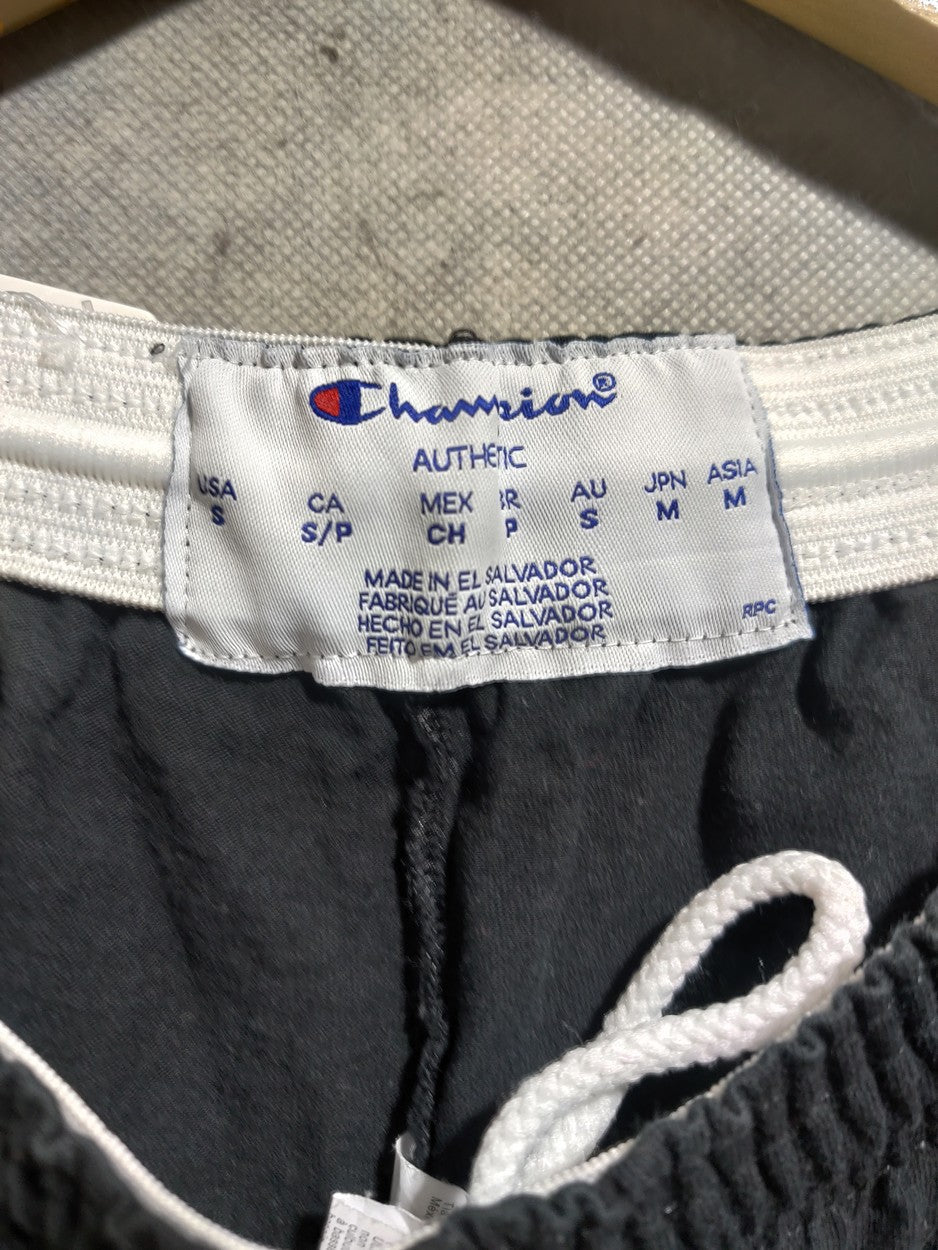 Champion®
AUTHENTIC
USA CA MEX BR AU JPN ASIA
S S/P CH P S M M
MADE IN EL SALVADOR
FABRIQUÉ AU SALVADOR
HECHO EN EL SALVADOR
FEITO EM EL SALVADOR
RPC